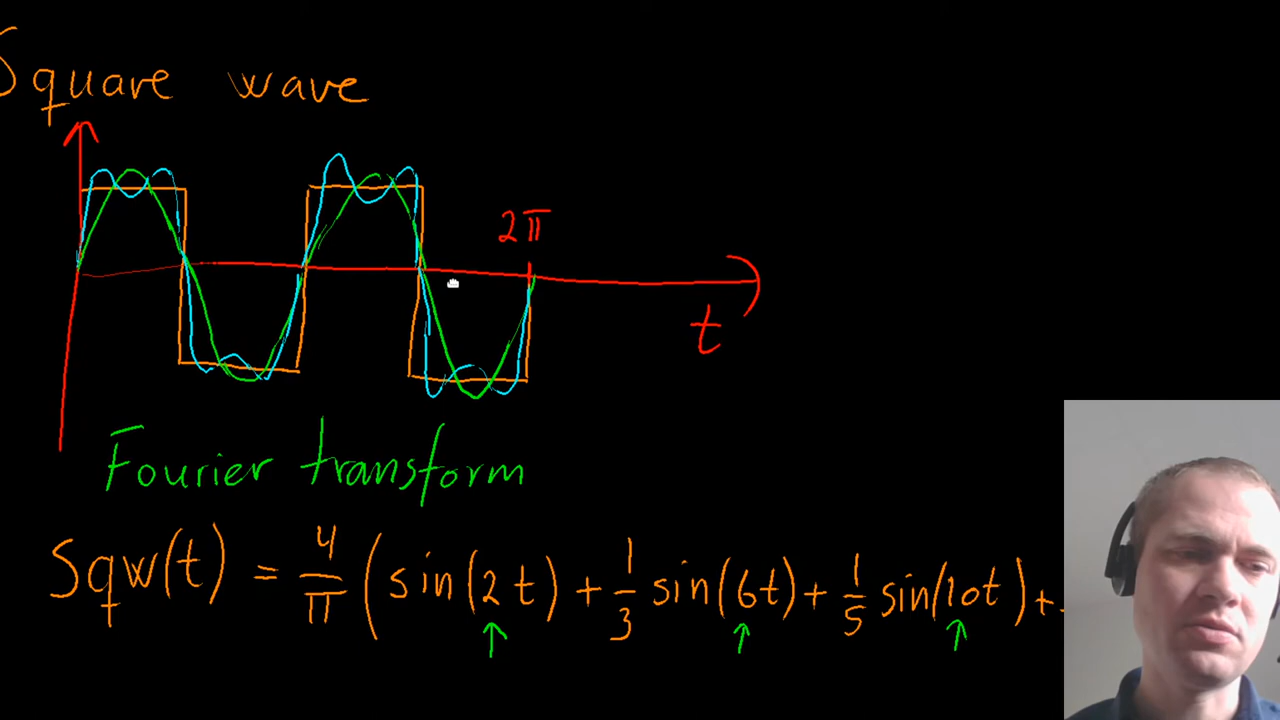 Square wave
2π
t
Fourier transform
Sqw(t) = 4/π (sin(2t) + 1/3 sin(6t) + 1/5 sin(10t) + ..